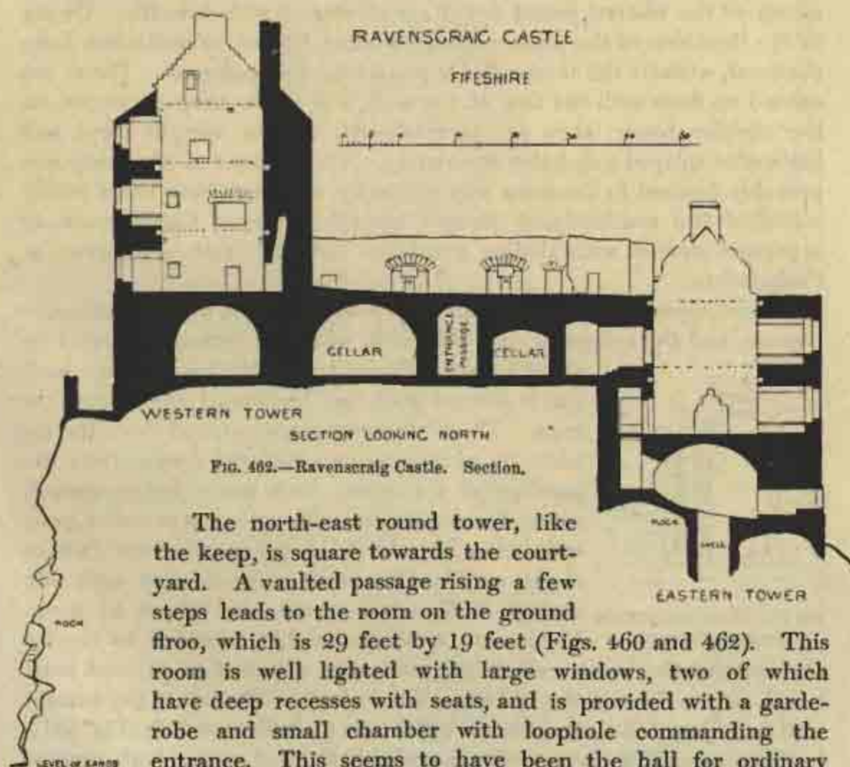 RAVENSCRAIG CASTLE
FIFESHIRE
CELLAR
ENTRANCE
PASSAGE
CELLAR
WESTERN TOWER
SECTION LOOKING NORTH
FIG. 462.—Ravenscraig Castle. Section.
ROCK
WELL
EASTERN TOWER
The north-east round tower, like
the keep, is square towards the court-
yard. A vaulted passage rising a few
steps leads to the room on the ground
flroo, which is 29 feet by 19 feet (Figs. 460 and 462). This
room is well lighted with large windows, two of which
have deep recesses with seats, and is provided with a garde-
robe and small chamber with loophole commanding the
entrance. This seems to have been the hall for ordinary
ROCK
LEVEL OF SANDS